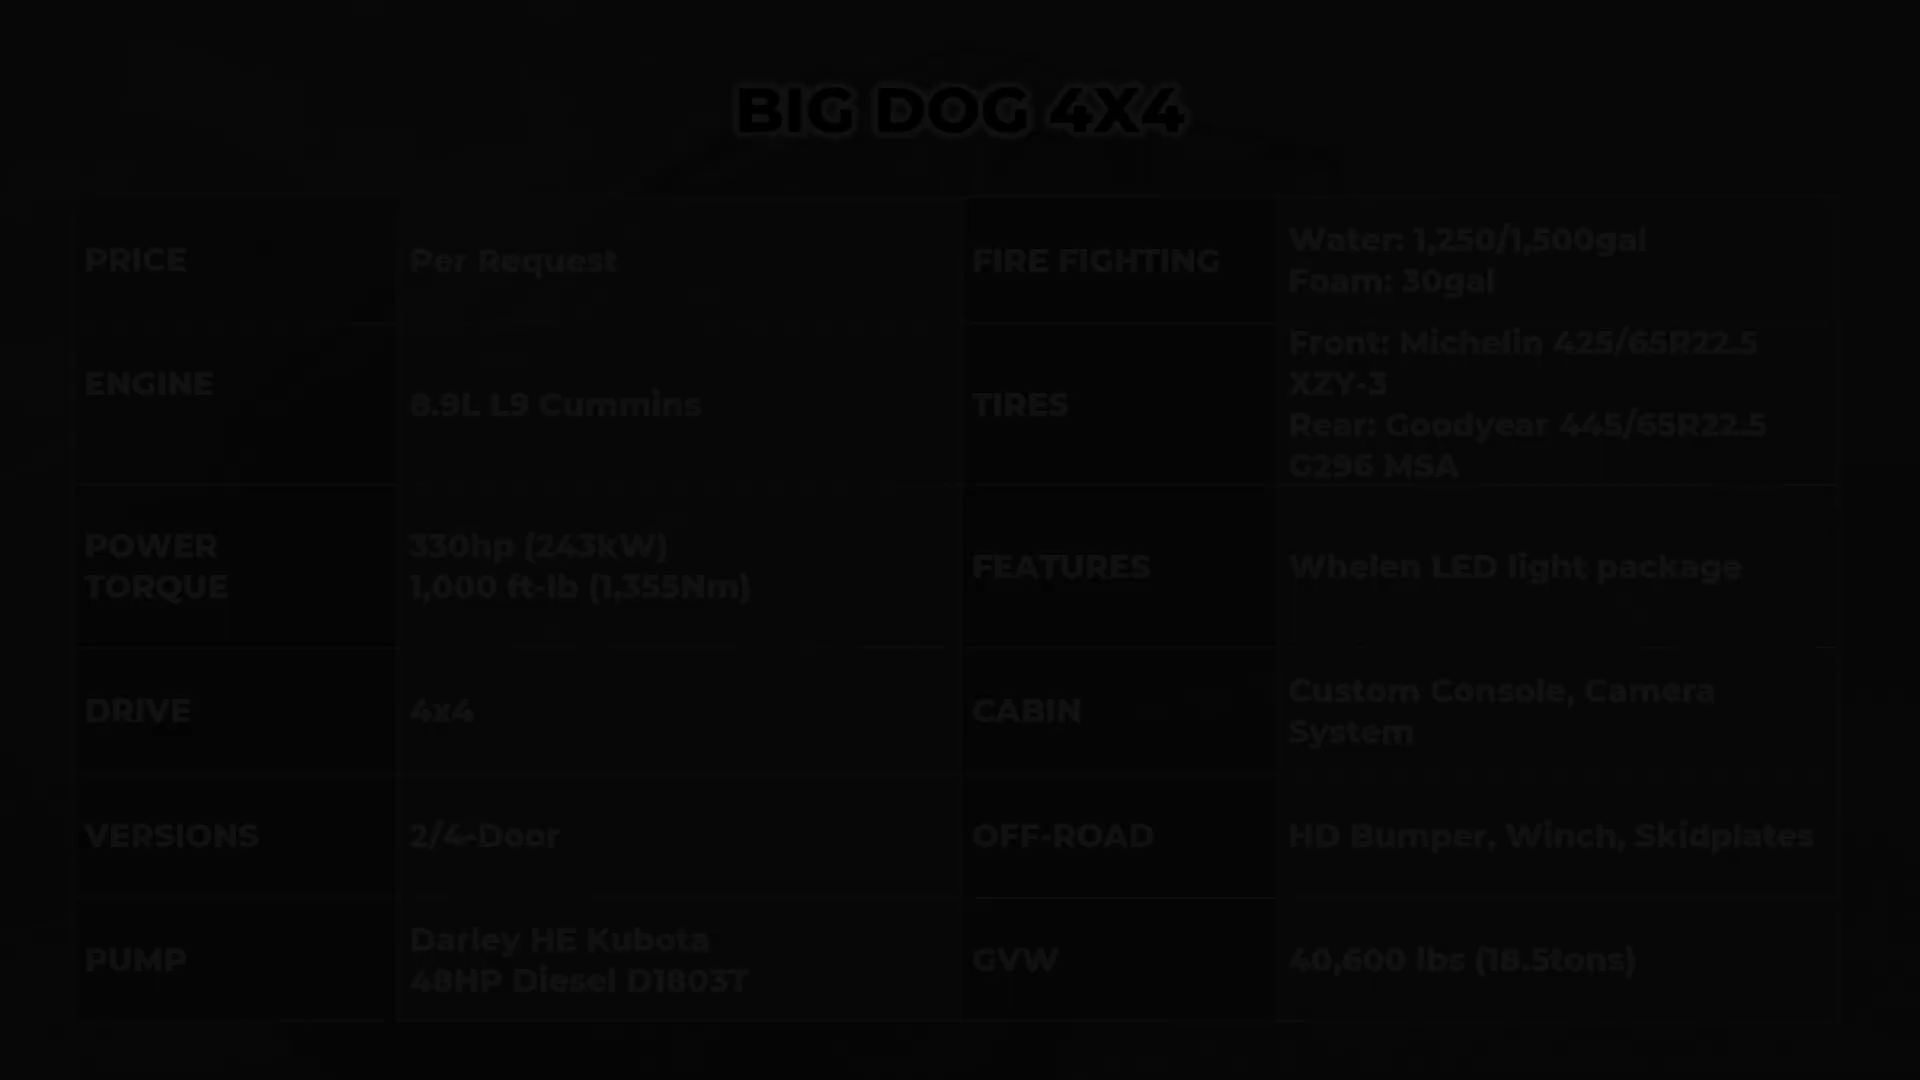 BIG DOG 4X4
PRICE
Per Request
FIRE FIGHTING
Water: 1,250/1,500gal
Foam: 30gal
ENGINE
8.9L L9 Cummins
TIRES
Front: Michelin 425/65R22.5
XZY-3
Rear: Goodyear 445/65R22.5
G296 MSA
POWER
TORQUE
330hp (243kW)
1,000 ft-lb (1,355Nm)
FEATURES
Whelen LED light package
DRIVE
4x4
CABIN
Custom Console, Camera
System
VERSIONS
2/4-Door
OFF-ROAD
HD Bumper, Winch, Skidplates
PUMP
Darley HE Kubota
48HP Diesel D1803T
GVW
40,600 lbs (18.5tons)